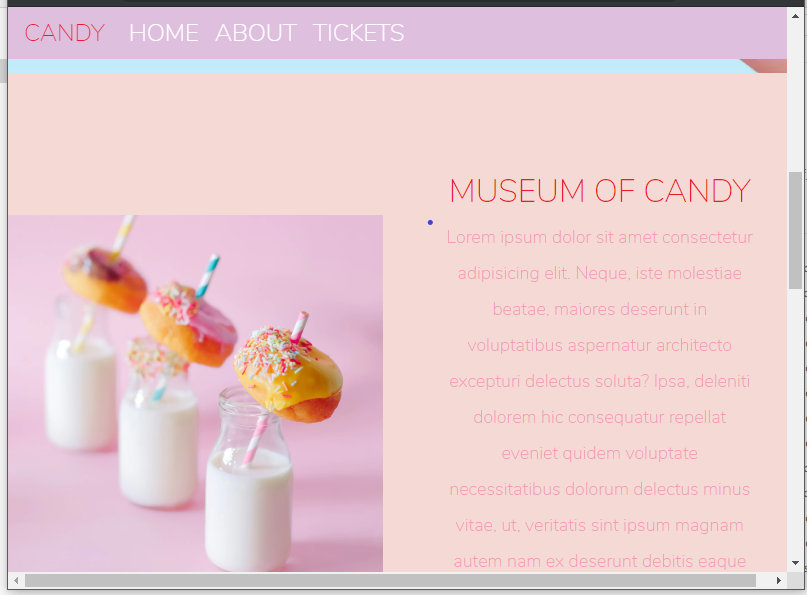 CANDY HOME ABOUT TICKETS
MUSEUM OF CANDY
Lorem ipsum dolor sit amet consectetur
adipisicing elit. Neque, iste molestiae
beatae, maiores deserunt in
voluptatibus aspernatur architecto
excepturi delectus soluta? Ipsa, deleniti
dolorem hic consequatur repellat
eveniet quidem voluptate
necessitatibus dolorum delectus minus
vitae, ut, veritatis sint ipsum magnam
autem nam ex deserunt debitis eaque